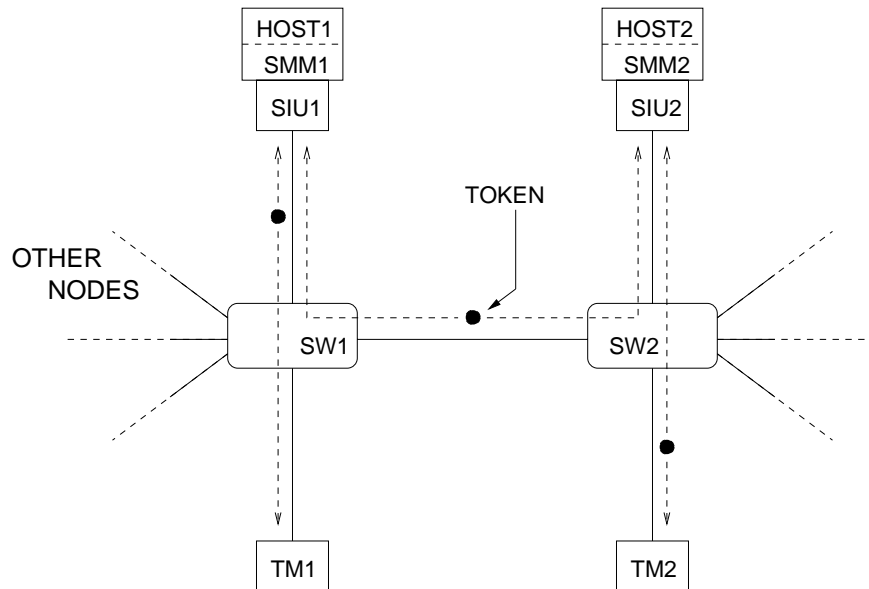 HOST1
HOST2
SMM1
SMM2
SIU1
SIU2
TOKEN
OTHER
NODES
SW1
SW2
TM1
TM2